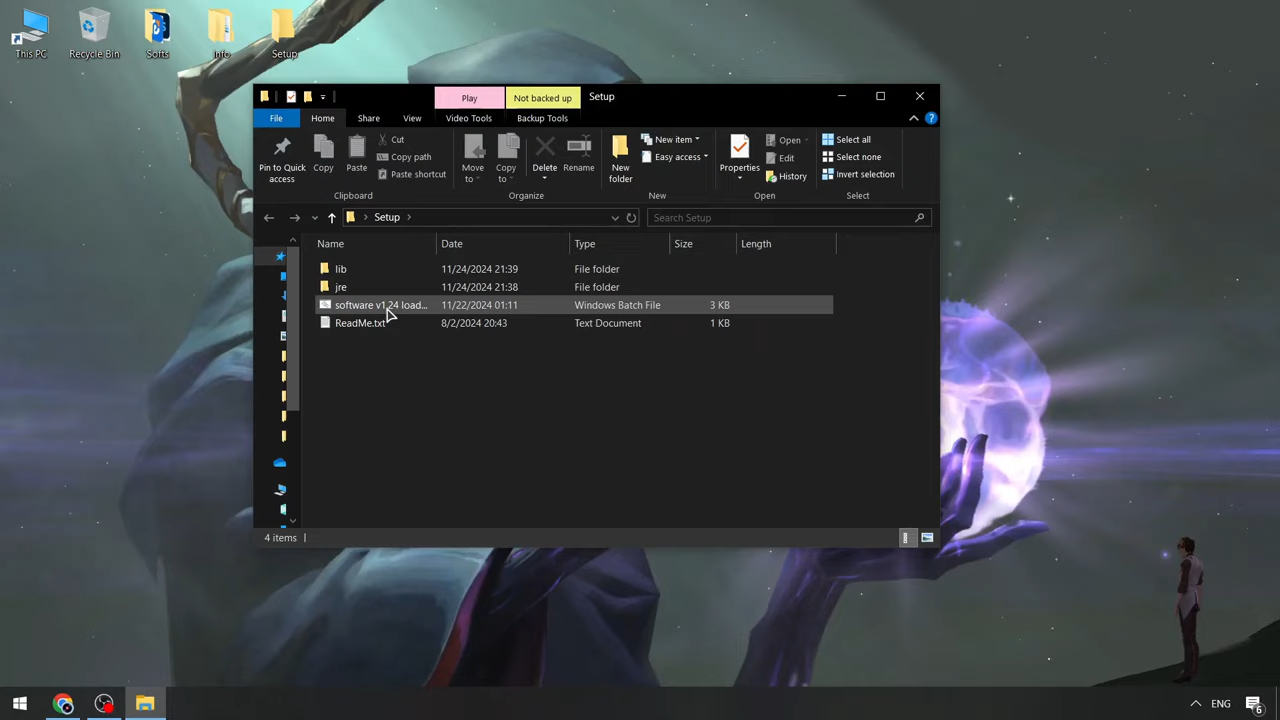 This PC
Recycle Bin
Softs
Info
Setup
Play
Not backed up
Setup
File
Home
Share
View
Video Tools
Backup Tools
Pin to Quick access
Copy
Paste
Cut
Copy path
Paste shortcut
Move to
Copy to
Delete
Rename
New folder
New item
Easy access
Properties
Open
Edit
History
Select all
Select none
Invert selection
Clipboard
Organize
New
Open
Select
Setup
Search Setup
Name Date Type Size Length
lib 11/24/2024 21:39 File folder
jre 11/24/2024 21:38 File folder
software v1.24 load... 11/22/2024 01:11 Windows Batch File 3 KB
ReadMe.txt 8/2/2024 20:43 Text Document 1 KB
4 items
ENG
6